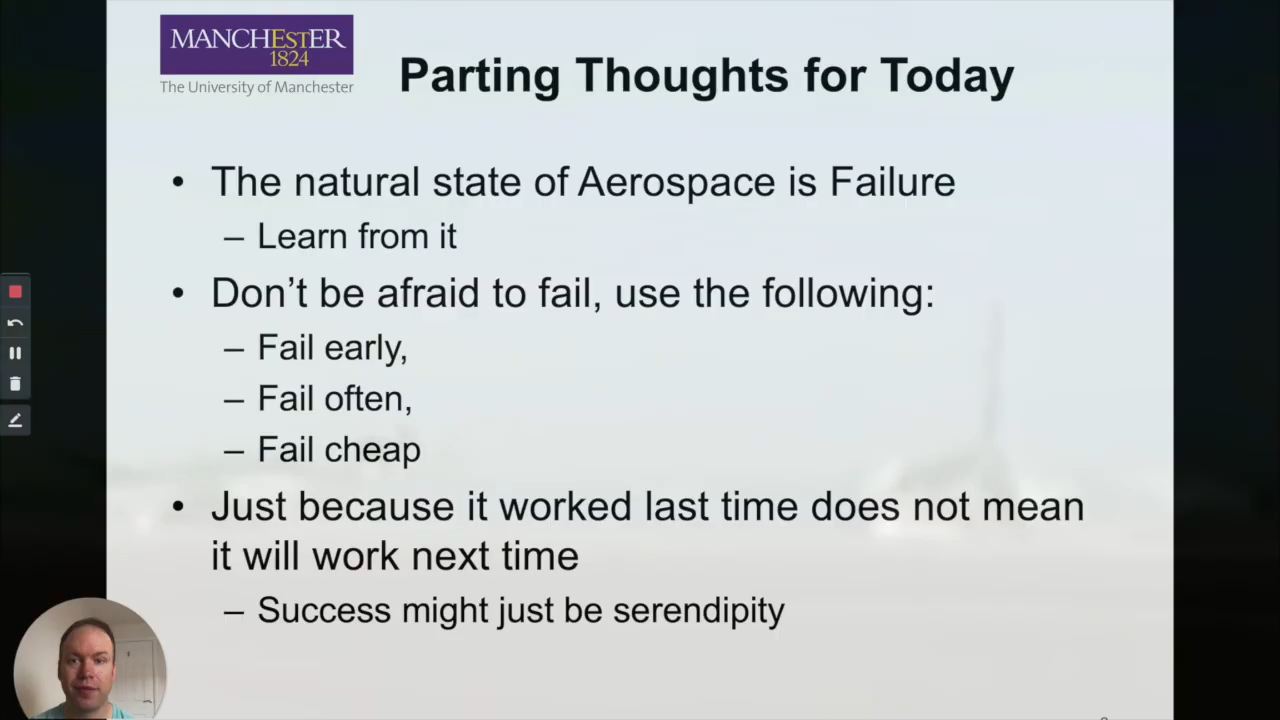 MANCHESTER
1824
The University of Manchester
Parting Thoughts for Today
• The natural state of Aerospace is Failure
– Learn from it
• Don’t be afraid to fail, use the following:
– Fail early,
– Fail often,
– Fail cheap
• Just because it worked last time does not mean
it will work next time
– Success might just be serendipity